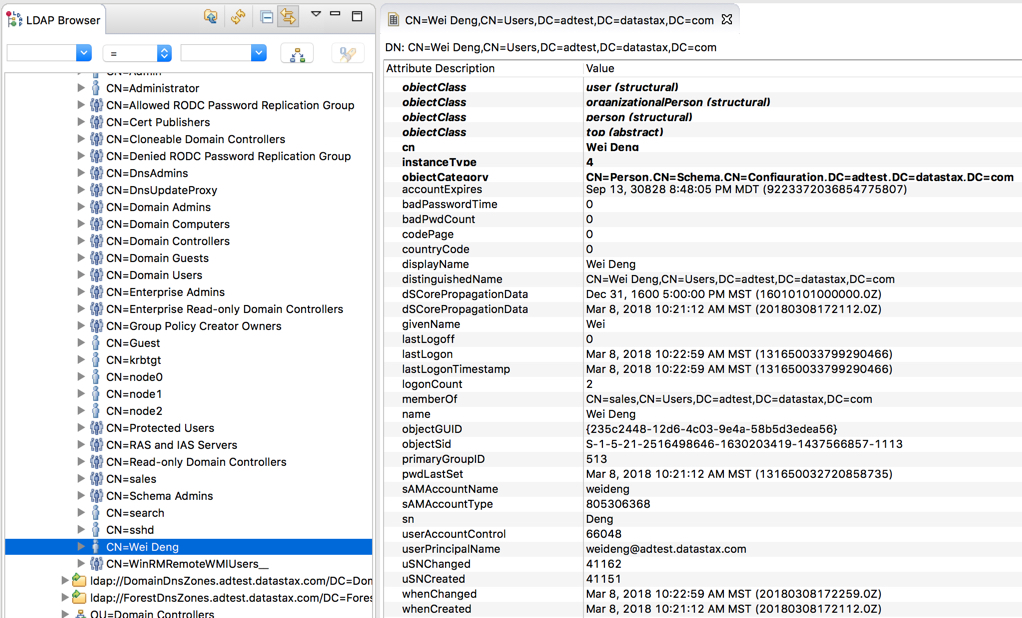 LDAP Browser
=
CN=Admin
CN=Administrator
CN=Allowed RODC Password Replication Group
CN=Cert Publishers
CN=Cloneable Domain Controllers
CN=Denied RODC Password Replication Group
CN=DnsAdmins
CN=DnsUpdateProxy
CN=Domain Admins
CN=Domain Computers
CN=Domain Controllers
CN=Domain Guests
CN=Domain Users
CN=Enterprise Admins
CN=Enterprise Read-only Domain Controllers
CN=Group Policy Creator Owners
CN=Guest
CN=krbtgt
CN=node0
CN=node1
CN=node2
CN=Protected Users
CN=RAS and IAS Servers
CN=Read-only Domain Controllers
CN=sales
CN=Schema Admins
CN=search
CN=sshd
CN=Wei Deng
CN=WinRMRemoteWMIUsers__
ldap://DomainDnsZones.adtest.datastax.com/DC=Don
ldap://ForestDnsZones.adtest.datastax.com/DC=Fores
OU=Domain Controllers
CN=Wei Deng,CN=Users,DC=adtest,DC=datastax,DC=com
DN: CN=Wei Deng,CN=Users,DC=adtest,DC=datastax,DC=com
Attribute Description Value
objectClass user (structural)
objectClass organizationalPerson (structural)
objectClass person (structural)
objectClass top (abstract)
cn Wei Deng
instanceType 4
objectCategory CN=Person,CN=Schema,CN=Configuration,DC=adtest,DC=datastax,DC=com
accountExpires Sep 13, 30828 8:48:05 PM MDT (9223372036854775807)
badPasswordTime 0
badPwdCount 0
codePage 0
countryCode 0
displayName Wei Deng
distinguishedName CN=Wei Deng,CN=Users,DC=adtest,DC=datastax,DC=com
dSCorePropagationData Dec 31, 1600 5:00:00 PM MST (16010101000000.0Z)
dSCorePropagationData Mar 8, 2018 10:21:12 AM MST (20180308172112.0Z)
givenName Wei
lastLogoff 0
lastLogon Mar 8, 2018 10:22:59 AM MST (131650033799290466)
lastLogonTimestamp Mar 8, 2018 10:22:59 AM MST (131650033799290466)
logonCount 2
memberOf CN=sales,CN=Users,DC=adtest,DC=datastax,DC=com
name Wei Deng
objectGUID {235c2448-12d6-4c03-9e4a-58b5d3edea56}
objectSid S-1-5-21-2516498646-1630203419-1437566857-1113
primaryGroupID 513
pwdLastSet Mar 8, 2018 10:21:12 AM MST (131650032720858735)
sAMAccountName weideng
sAMAccountType 805306368
sn Deng
userAccountControl 66048
userPrincipalName weideng@adtest.datastax.com
uSNChanged 41162
uSNCreated 41151
whenChanged Mar 8, 2018 10:22:59 AM MST (20180308172259.0Z)
whenCreated Mar 8, 2018 10:21:12 AM MST (20180308172112.0Z)